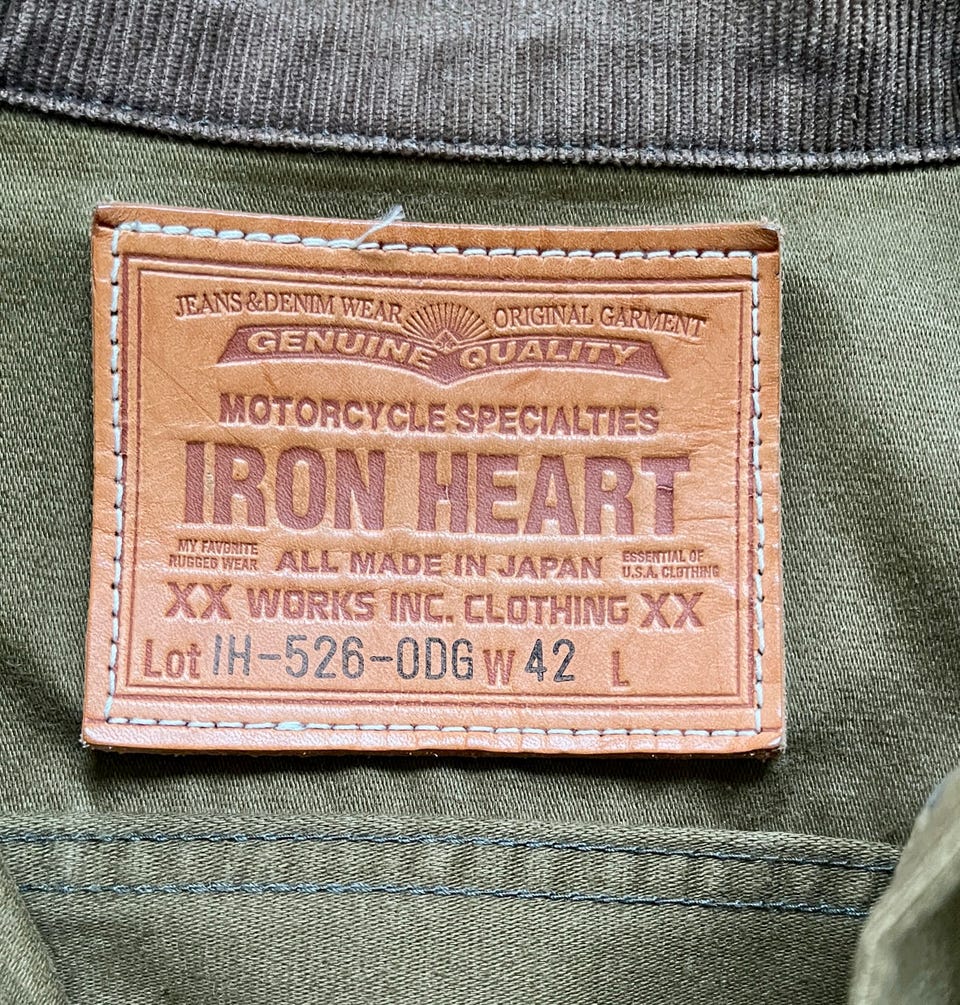 JEANS & DENIM WEAR ORIGINAL GARMENT
GENUINE QUALITY
MOTORCYCLE SPECIALTIES
IRON HEART
MY FAVORITE
RUGGED WEAR
ALL MADE IN JAPAN
ESSENTIAL OF
U.S.A. CLOTHING
XX WORKS INC. CLOTHING XX
Lot IH-526-ODG W 42 L